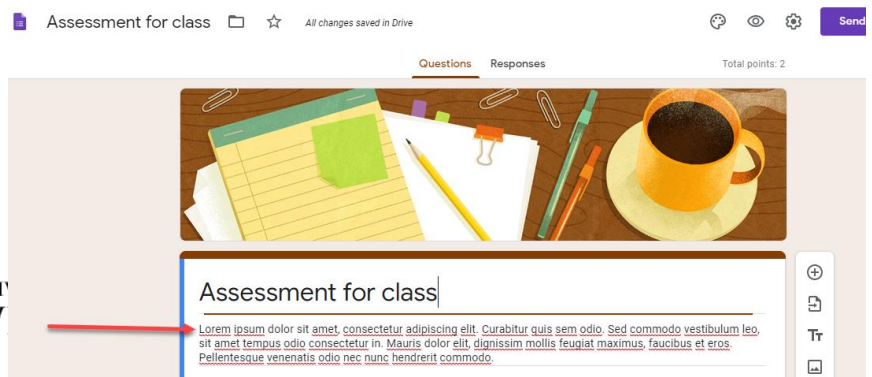 Assessment for class
All changes saved in Drive
Send
Questions
Responses
Total points: 2
Assessment for class
Lorem ipsum dolor sit amet, consectetur adipiscing elit. Curabitur quis sem odio. Sed commodo vestibulum leo,
sit amet tempus odio consectetur in. Mauris dolor elit, dignissim mollis feugiat maximus, faucibus et eros.
Pellentesque venenatis odio nec nunc hendrerit commodo.
Tт